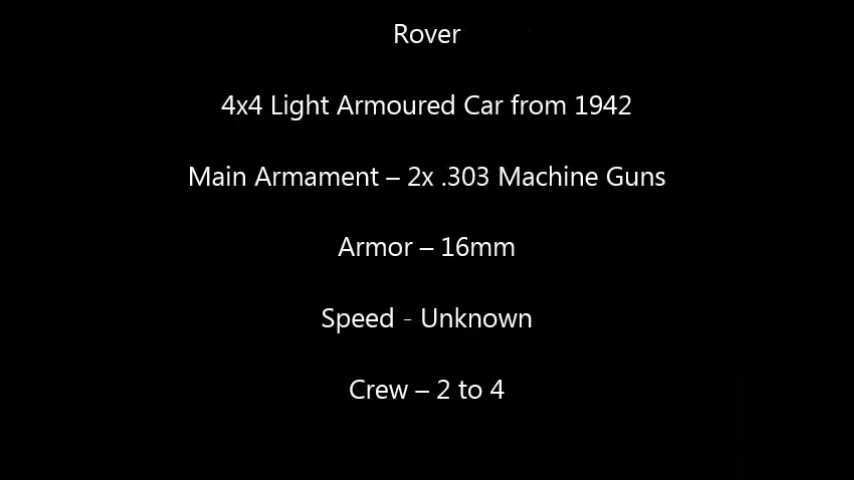 Rover
4x4 Light Armoured Car from 1942
Main Armament – 2x .303 Machine Guns
Armor – 16mm
Speed - Unknown
Crew – 2 to 4